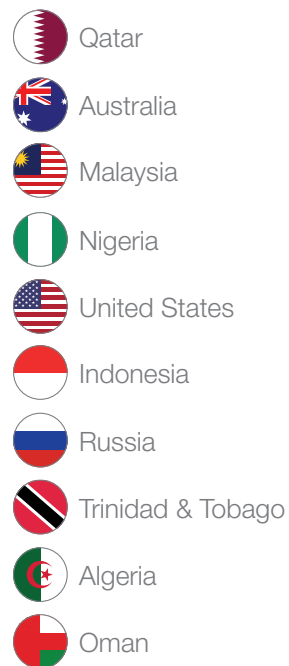 Qatar
Australia
Malaysia
Nigeria
United States
Indonesia
Russia
Trinidad & Tobago
Algeria
Oman